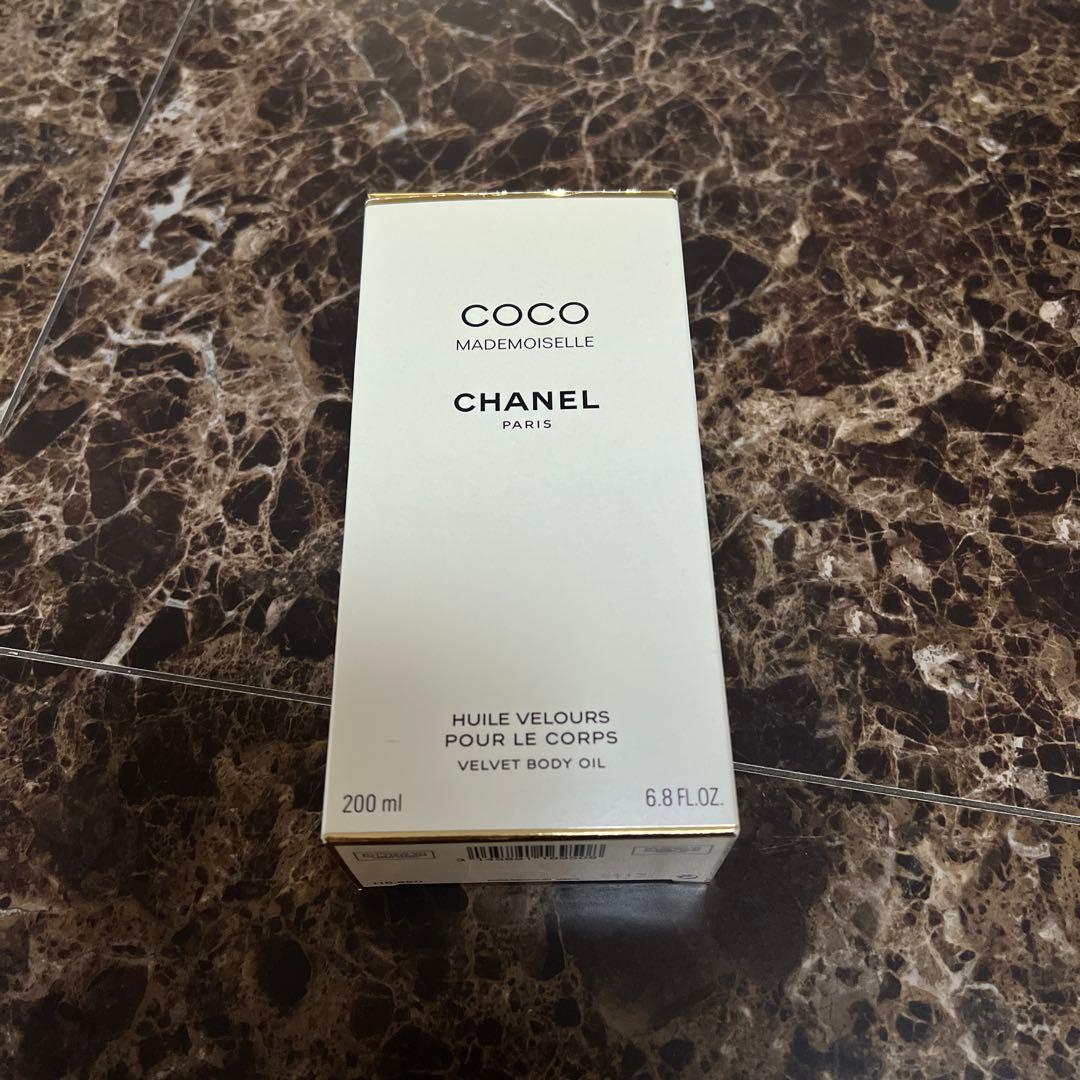 COCO
MADEMOISELLE
CHANEL
PARIS
HUILE VELOURS
POUR LE CORPS
VELVET BODY OIL
200 ml
6.8 FL.OZ.